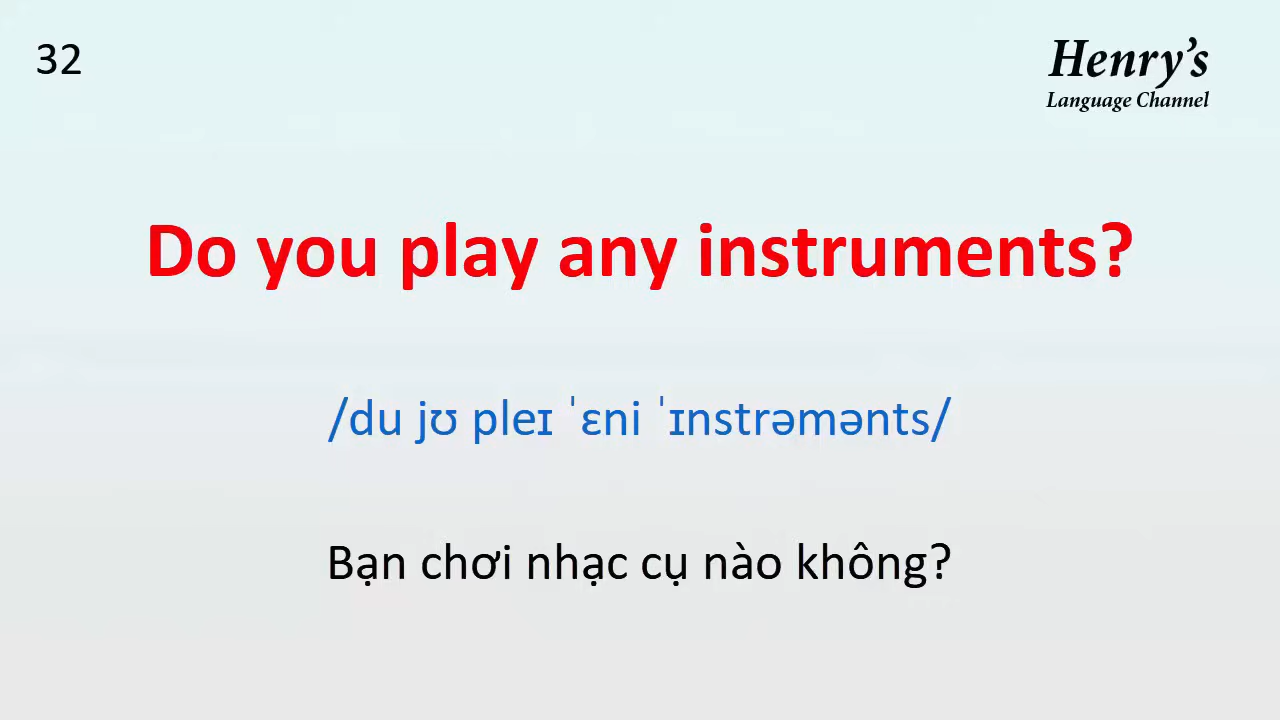 32
Henry's
Language Channel
Do you play any instruments?
/du jʊ pleɪ ˈɛni ˈɪnstrəmənts/
Bạn chơi nhạc cụ nào không?